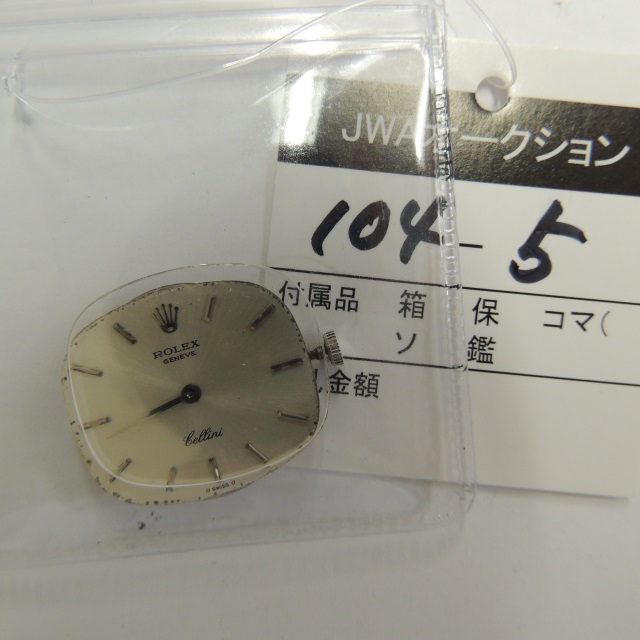 JWAオークション
104-5
付属品 箱 保 コマ(
ソ 鑑
金額
ROLEX
GENEVE
Cellini